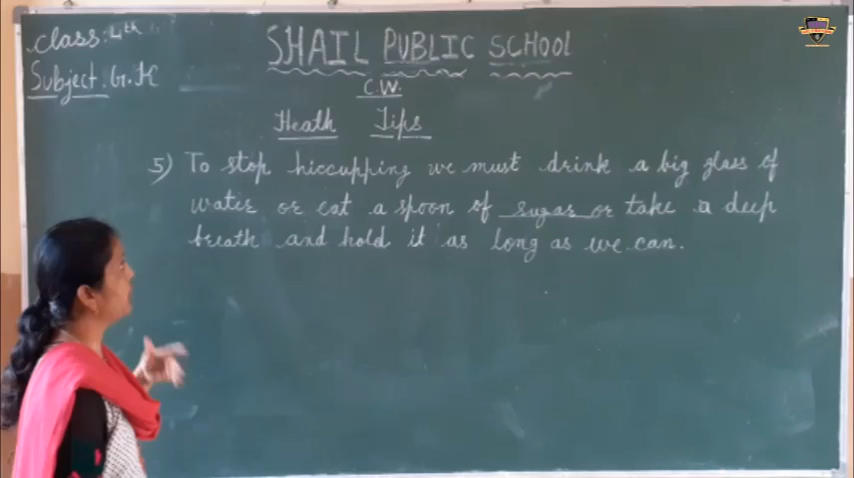 Class: 4th
SHAIL PUBLIC SCHOOL
Subject: G.K
C.W.
Heath Tips
5) To stop hiccupping we must drink a big glass of
water or eat a spoon of sugar or take a deep
breath and hold it as long as we can.